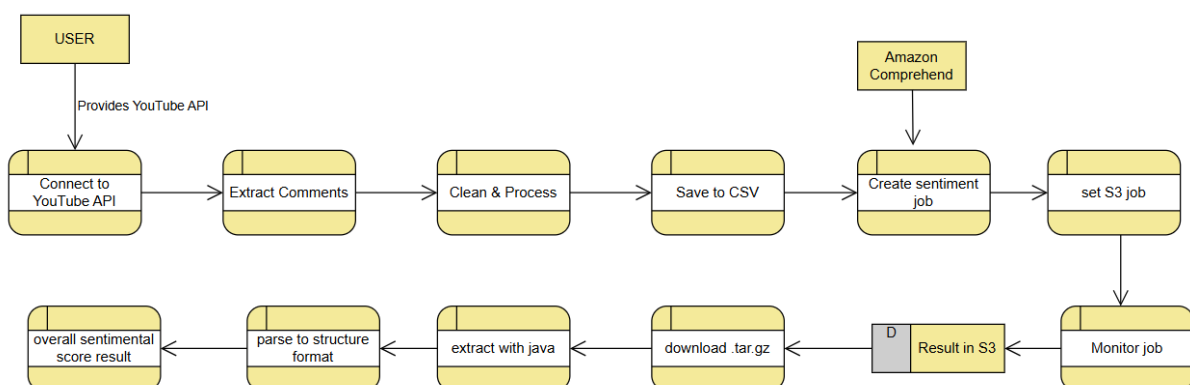 USER
Amazon
Comprehend
Provides YouTube API
Connect to
YouTube API
Extract Comments
Clean & Process
Save to CSV
Create sentiment
job
set S3 job
overall sentimental
score result
parse to structure
format
extract with java
download .tar.gz
D
Result in S3
Monitor job